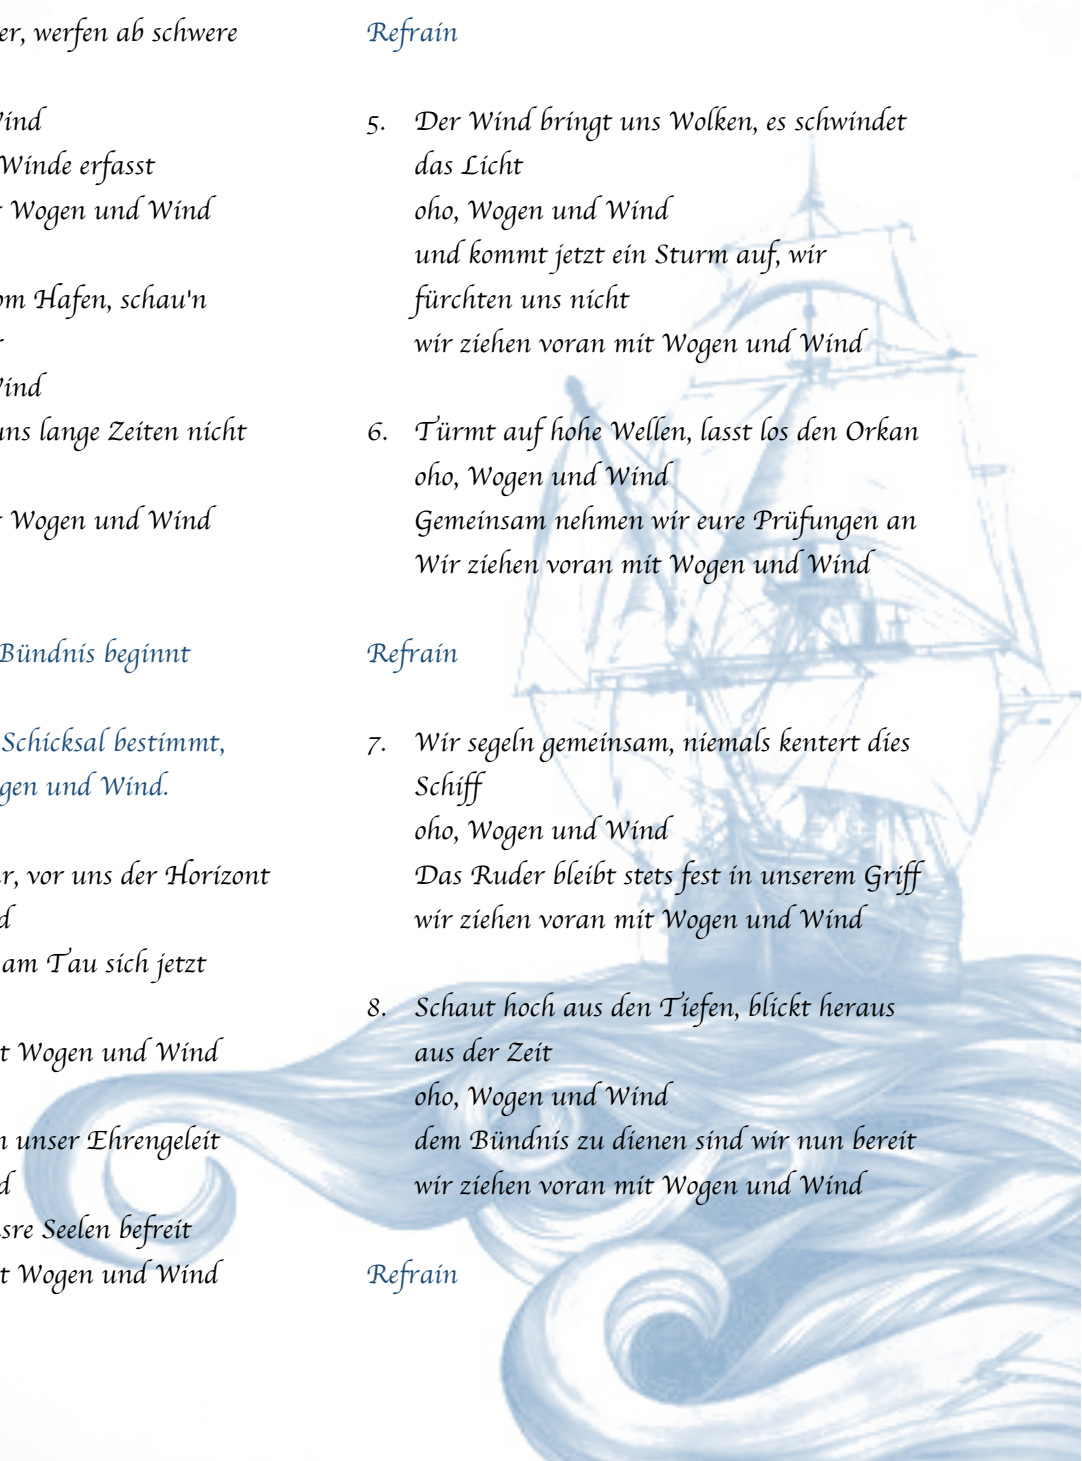 er, werfen ab schwere
Wind
Winde erfasst
Wogen und Wind
om Hafen, schau'n
Wind
uns lange Zeiten nicht
Wogen und Wind
Bündnis beginnt
Schicksal bestimmt,
gen und Wind.
ur, vor uns der Horizont
d
am Tau sich jetzt
t Wogen und Wind
n unser Ehrengeleit
d
sre Seelen befreit
t Wogen und Wind
Refrain
5. Der Wind bringt uns Wolken, es schwindet
das Licht
oho, Wogen und Wind
und kommt jetzt ein Sturm auf, wir
fürchten uns nicht
wir ziehen voran mit Wogen und Wind
6. Türmt auf hohe Wellen, lasst los den Orkan
oho, Wogen und Wind
Gemeinsam nehmen wir eure Prüfungen an
Wir ziehen voran mit Wogen und Wind
Refrain
7. Wir segeln gemeinsam, niemals kentert dies
Schiff
oho, Wogen und Wind
Das Ruder bleibt stets fest in unserem Griff
wir ziehen voran mit Wogen und Wind
8. Schaut hoch aus den Tiefen, blickt heraus
aus der Zeit
oho, Wogen und Wind
dem Bündnis zu dienen sind wir nun bereit
wir ziehen voran mit Wogen und Wind
Refrain